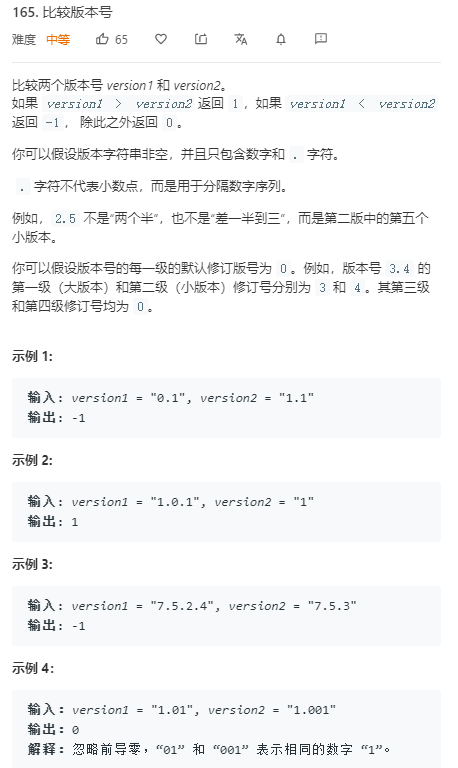 165. 比较版本号
难度 中等 65
比较两个版本号 version1 和 version2。
如果 version1 > version2 返回 1，如果 version1 < version2
返回 -1， 除此之外返回 0。
你可以假设版本字符串非空，并且只包含数字和 . 字符。
. 字符不代表小数点，而是用于分隔数字序列。
例如，2.5 不是“两个半”，也不是“差一半到三”，而是第二版中的第五个
小版本。
你可以假设版本号的每一级的默认修订版号为 0。例如，版本号 3.4 的
第一级（大版本）和第二级（小版本）修订号分别为 3 和 4。其第三级
和第四级修订号均为 0。
示例 1:
输入: version1 = "0.1", version2 = "1.1"
输出: -1
示例 2:
输入: version1 = "1.0.1", version2 = "1"
输出: 1
示例 3:
输入: version1 = "7.5.2.4", version2 = "7.5.3"
输出: -1
示例 4:
输入：version1 = "1.01", version2 = "1.001"
输出：0
解释：忽略前导零，“01” 和 “001” 表示相同的数字 “1”。